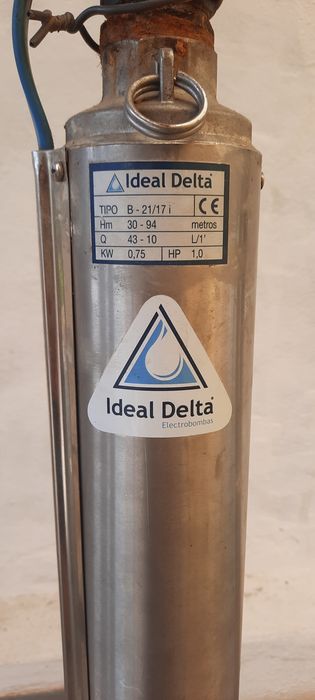 Ideal Delta®
TIPO B - 21/17 i CE
Hm 30 - 94 metros
Q 43 - 10 L/1'
KW 0,75 HP 1,0
Ideal Delta®
Electrobombas